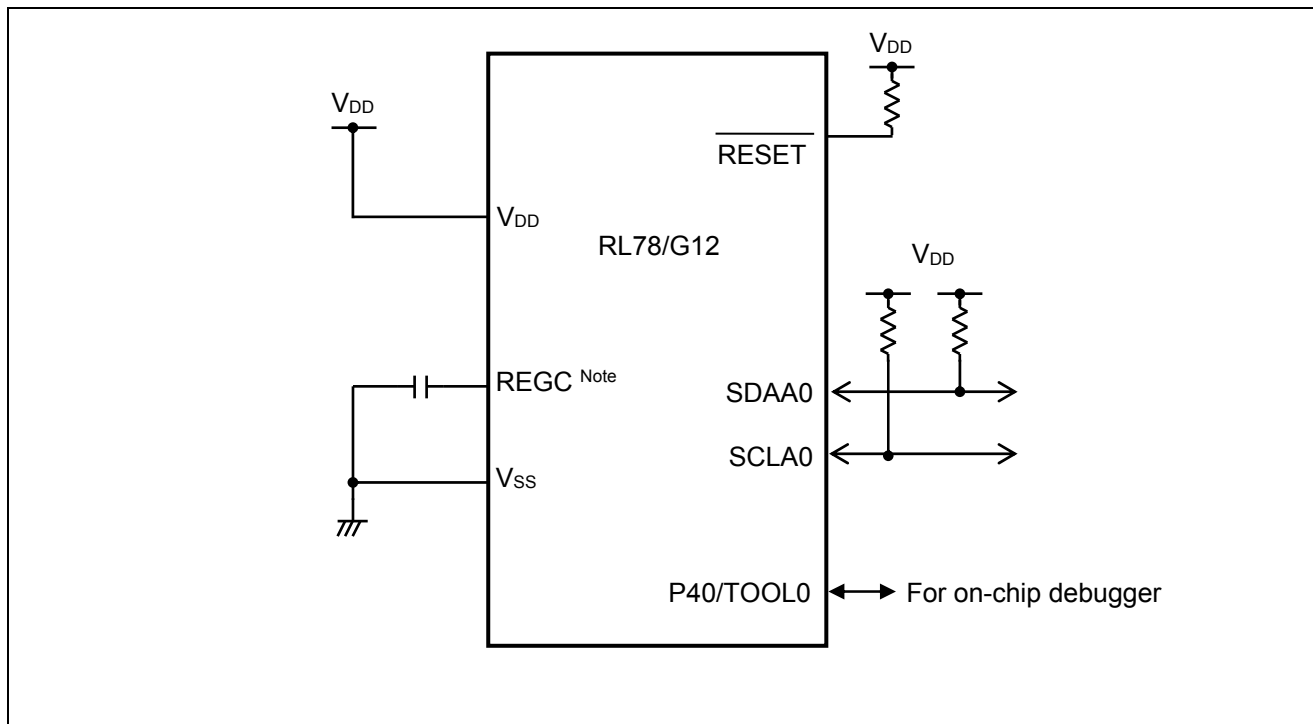 VDD
VDD
RESET
VDD
RL78/G12
VDD
REGC Note
SDAA0
SCLA0
VSS
P40/TOOL0
For on-chip debugger